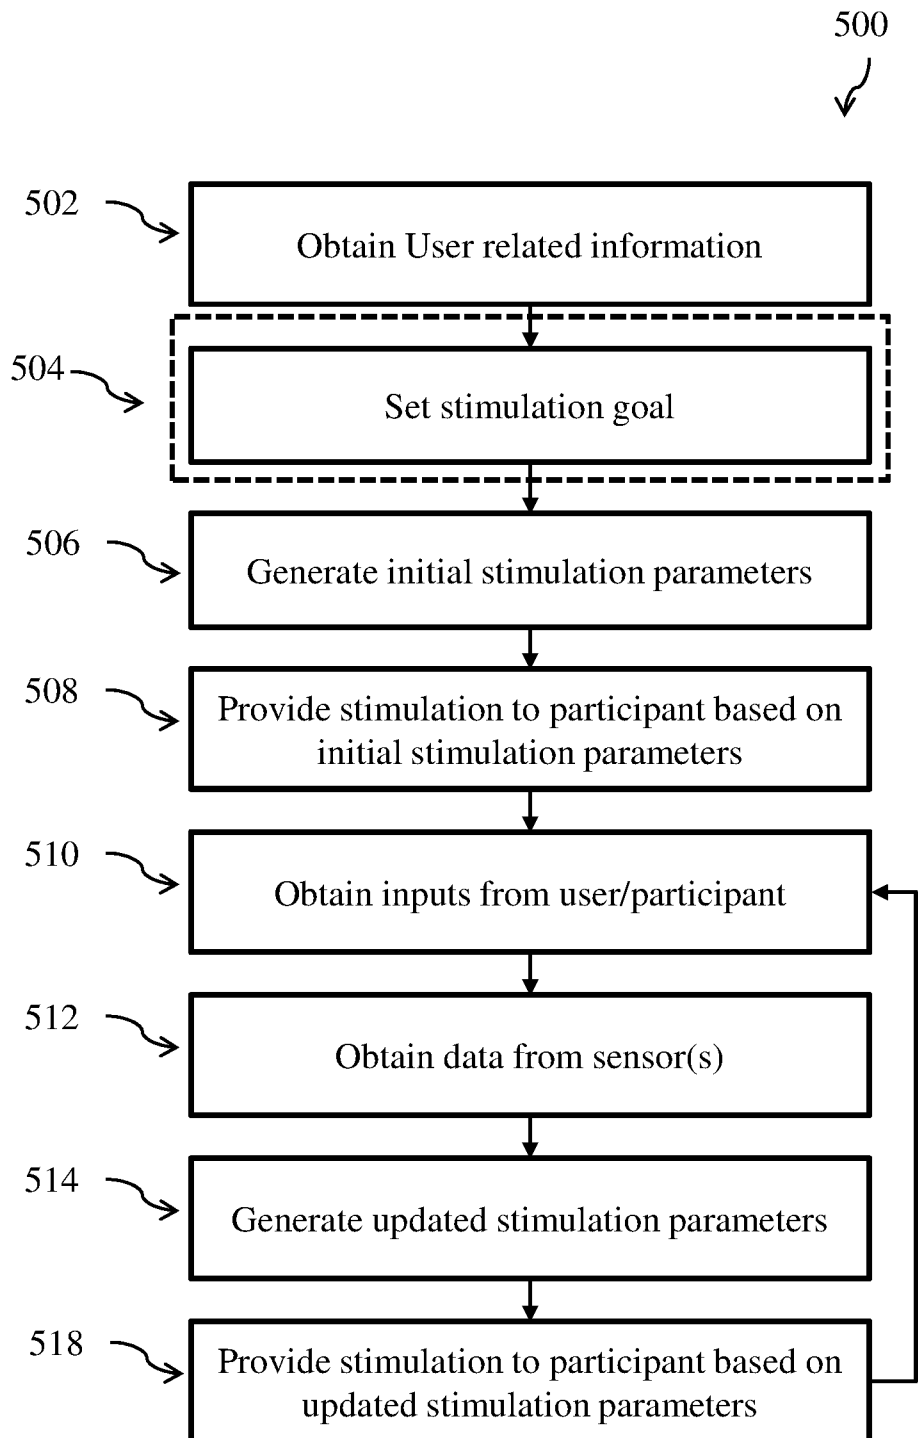 500
502
Obtain User related information
504
Set stimulation goal
506
Generate initial stimulation parameters
508
Provide stimulation to participant based on
initial stimulation parameters
510
Obtain inputs from user/participant
512
Obtain data from sensor(s)
514
Generate updated stimulation parameters
518
Provide stimulation to participant based on
updated stimulation parameters